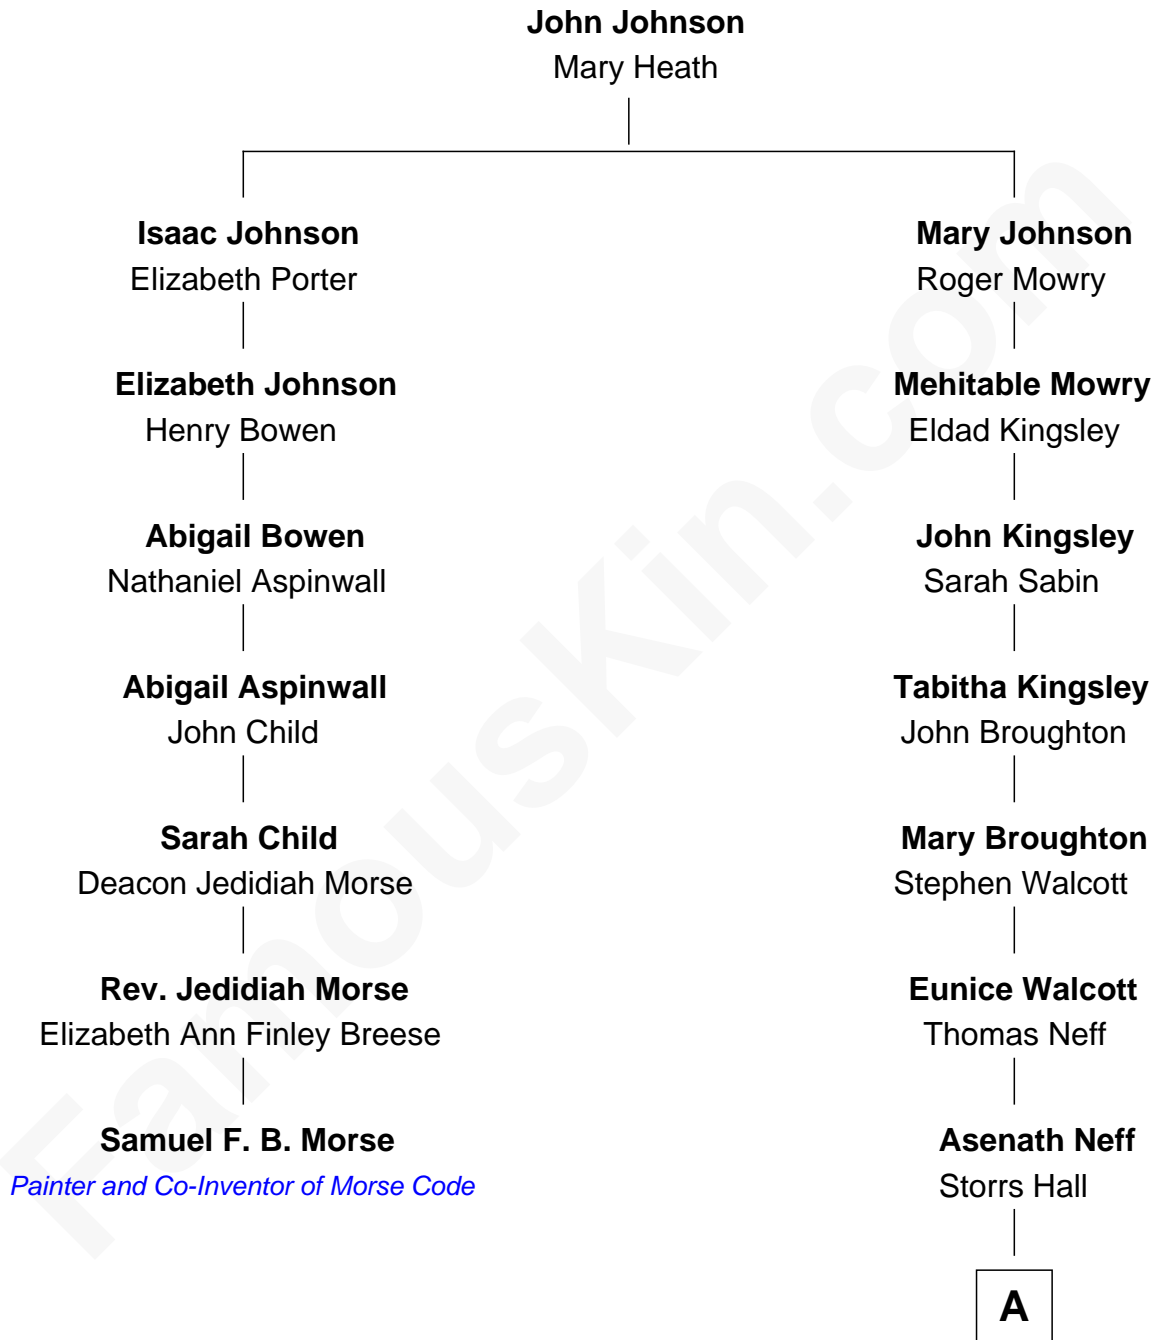 John Johnson
Mary Heath
Isaac Johnson
Elizabeth Porter
Elizabeth Johnson
Henry Bowen
Abigail Bowen
Nathaniel Aspinwall
Abigail Aspinwall
John Child
Sarah Child
Deacon Jedidiah Morse
Rev. Jedidiah Morse
Elizabeth Ann Finley Breese
Samuel F. B. Morse
Painter and Co-Inventor of Morse Code
Mary Johnson
Roger Mowry
Mehitable Mowry
Eldad Kingsley
John Kingsley
Sarah Sabin
Tabitha Kingsley
John Broughton
Mary Broughton
Stephen Walcott
Eunice Walcott
Thomas Neff
Asenath Neff
Storrs Hall
A
FamousKin.com